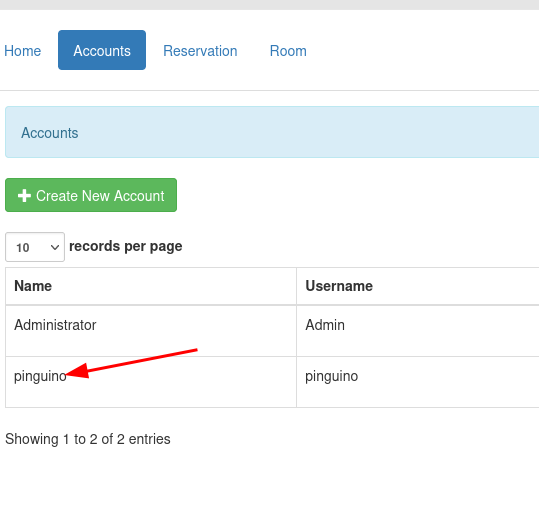 Home Accounts Reservation Room
Accounts
Create New Account
10 records per page
Name Username
Administrator Admin
pinguino pinguino
Showing 1 to 2 of 2 entries